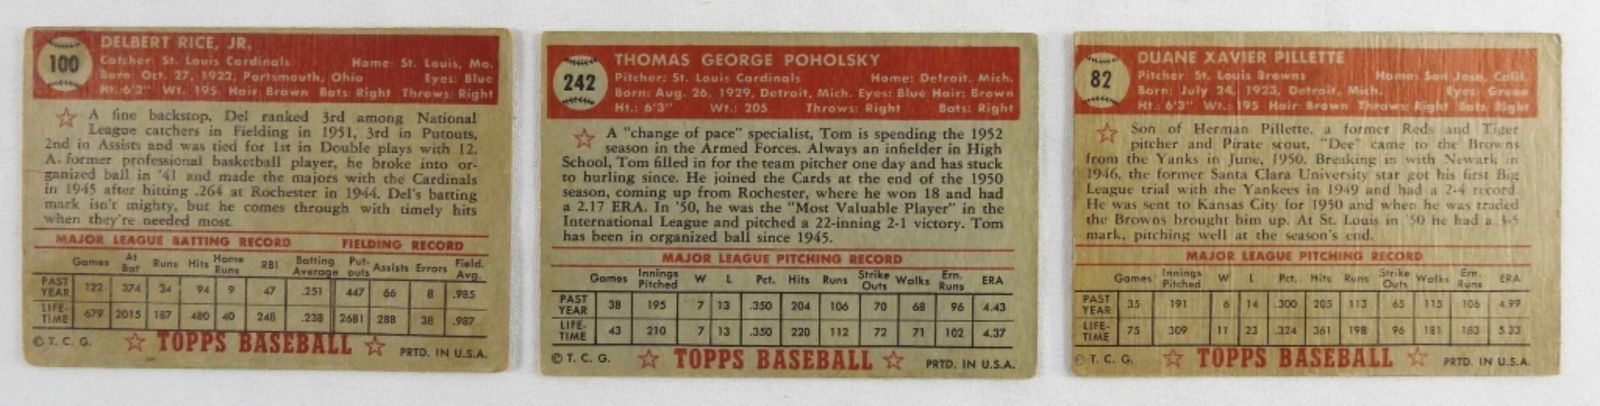 100
DELBERT RICE, JR.
Catcher: St. Louis Cardinals Home: St. Louis, Mo.
Born: Oct. 27, 1922, Portsmouth, Ohio Eyes: Blue
Ht.: 6'2" Wt. 195 Hair: Brown Bats: Right Throws: Right
A fine backstop, Del ranked 3rd among National
League catchers in Fielding in 1951, 3rd in Putouts,
2nd in Assists and was tied for 1st in Double plays with 12.
A former professional basketball player, he broke into or-
ganized ball in '41 and made the majors with the Cardinals
in 1945 after hitting .264 at Rochester in 1944. Del's batting
mark isn't mighty, but he comes through with timely hits
when they're needed most.
MAJOR LEAGUE BATTING RECORD FIELDING RECORD
Games At Bat Runs Hits Home Runs RBI Batting Average Put-outs Assists Errors Field. Avg.
PAST YEAR 122 374 34 94 9 47 .251 447 66 8 .985
LIFE-TIME 679 2015 187 480 40 248 .238 2681 288 38 .987
© T. C. G. TOPPS BASEBALL PRTD. IN U.S.A.
242
THOMAS GEORGE POHOLSKY
Pitcher: St. Louis Cardinals Home: Detroit, Mich.
Born: Aug. 26, 1929, Detroit, Mich. Eyes: Blue Hair: Brown
Ht.: 6'3" Wt.: 205 Throws: Right Bats: Right
A "change of pace" specialist, Tom is spending the 1952
season in the Armed Forces. Always an infielder in High
School, Tom filled in for the team pitcher one day and has stuck
to hurling since. He joined the Cards at the end of the 1950
season, coming up from Rochester, where he won 18 and had
a 2.17 ERA. In '50, he was the "Most Valuable Player" in the
International League and pitched a 22-inning 2-1 victory. Tom
has been in organized ball since 1945.
MAJOR LEAGUE PITCHING RECORD
Games Innings Pitched W L Pct. Hits Runs Strike Outs Walks Ern. Runs ERA
PAST YEAR 38 195 7 13 .350 204 106 70 68 96 4.43
LIFE-TIME 43 210 7 13 .350 220 112 72 71 102 4.37
© T. C. G. TOPPS BASEBALL PRTD. IN U.S.A.
82
DUANE XAVIER PILLETTE
Pitcher: St. Louis Browns Home: San Jose, Calif.
Born: July 24, 1923, Detroit, Mich. Eyes: Green
Ht.: 6'3" Wt.: 195 Hair: Brown Throws: Right Bats: Right
Son of Herman Pillette, a former Reds and Tiger
pitcher and Pirate scout, "Dee" came to the Browns
from the Yanks in June, 1950. Breaking in with Newark in
1946, the former Santa Clara University star got his first Big
League trial with the Yankees in 1949 and had a 2-4 record.
He was sent to Kansas City for 1950 and when he was traded
the Browns brought him up. At St. Louis in '50 he had a 3-5
mark, pitching well at the season's end.
MAJOR LEAGUE PITCHING RECORD
Games Innings Pitched W L Pct. Hits Runs Strike Outs Walks Ern. Runs ERA
PAST YEAR 35 191 6 14 .300 205 113 65 115 106 4.99
LIFE-TIME 75 309 11 23 .324 361 198 96 181 183 5.33
© T. C. G. TOPPS BASEBALL PRTD. IN U.S.A.